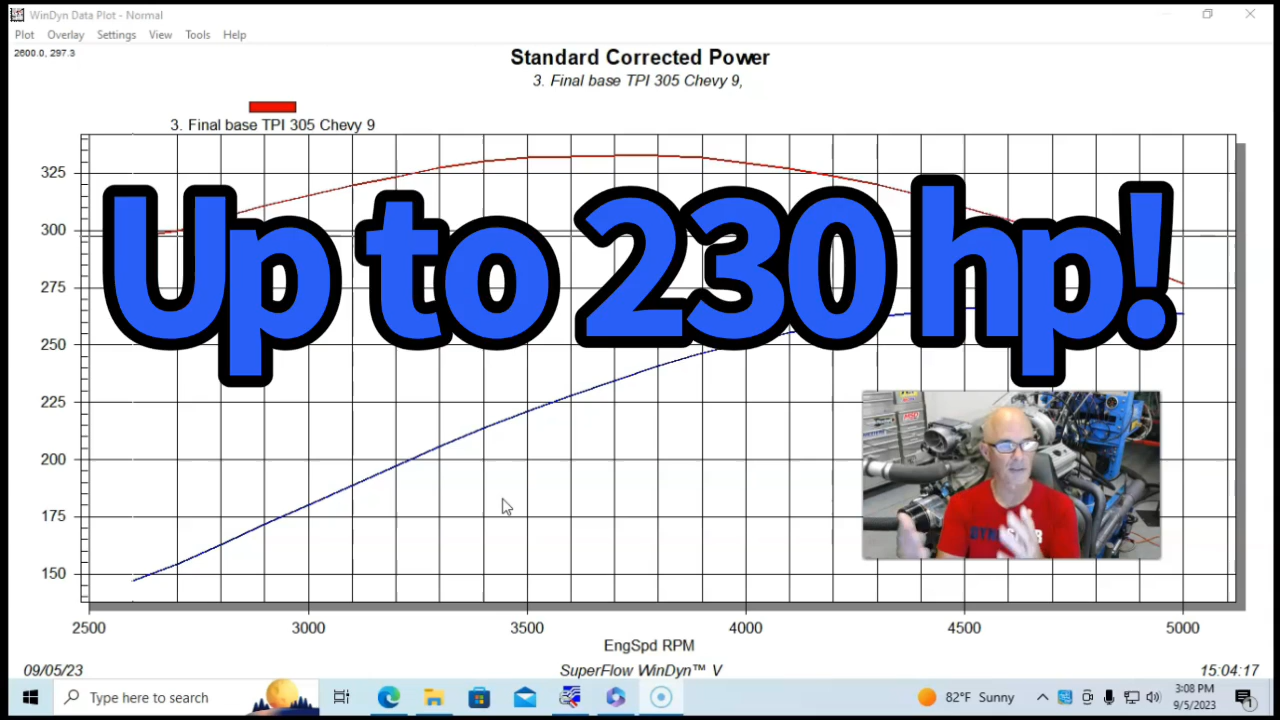 WinDyn Data Plot - Normal
Plot Overlay Settings View Tools Help
2600.0, 297.3
Standard Corrected Power
3. Final base TPI 305 Chevy 9,
3. Final base TPI 305 Chevy 9
325
300
275
250
225
200
175
150
Up to 230 hp!
2500 3000 3500 4000 4500 5000
EngSpd RPM
09/05/23 SuperFlow WinDyn™ V 15:04:17
Type here to search 82°F Sunny 3:08 PM
9/5/2023
1